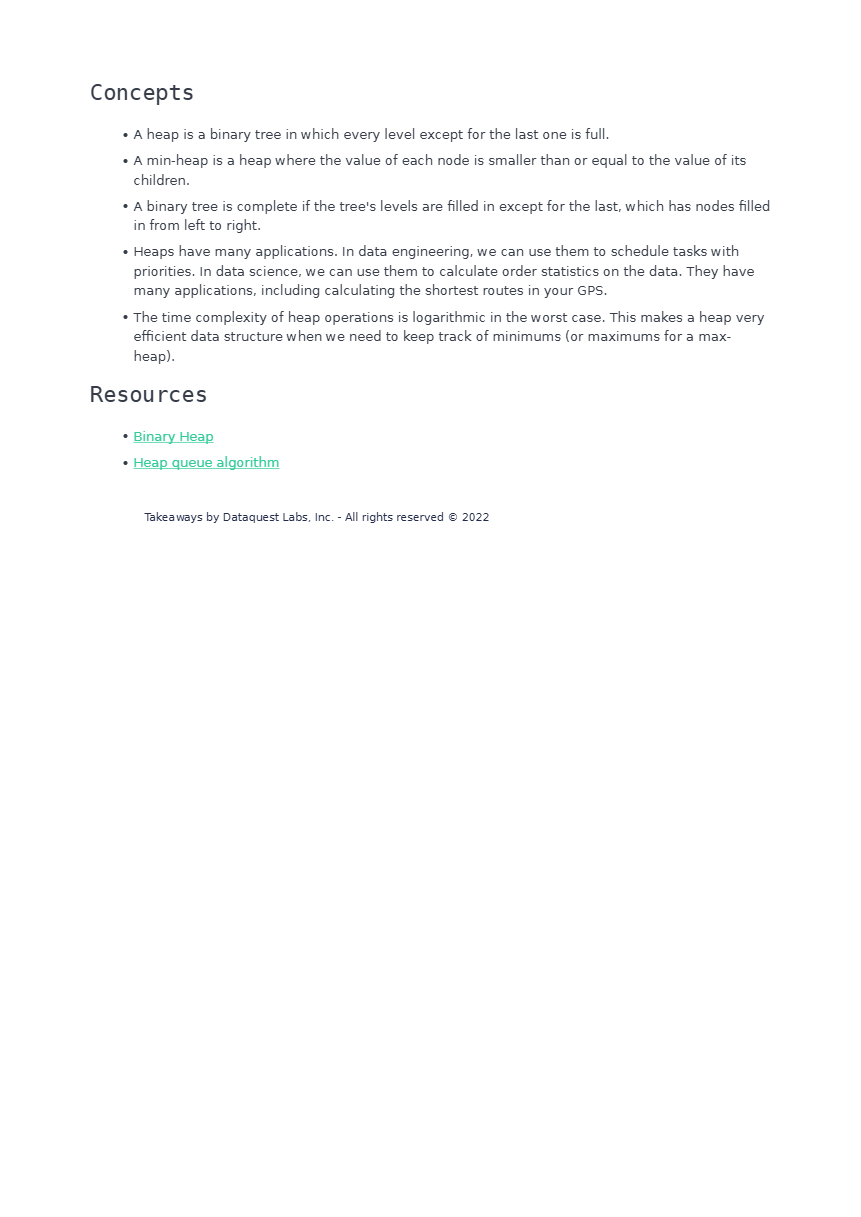 Concepts
• A heap is a binary tree in which every level except for the last one is full.
• A min-heap is a heap where the value of each node is smaller than or equal to the value of its
children.
• A binary tree is complete if the tree's levels are filled in except for the last, which has nodes filled
in from left to right.
• Heaps have many applications. In data engineering, we can use them to schedule tasks with
priorities. In data science, we can use them to calculate order statistics on the data. They have
many applications, including calculating the shortest routes in your GPS.
• The time complexity of heap operations is logarithmic in the worst case. This makes a heap very
efficient data structure when we need to keep track of minimums (or maximums for a max-
heap).
Resources
• Binary Heap
• Heap queue algorithm
Takeaways by Dataquest Labs, Inc. - All rights reserved © 2022